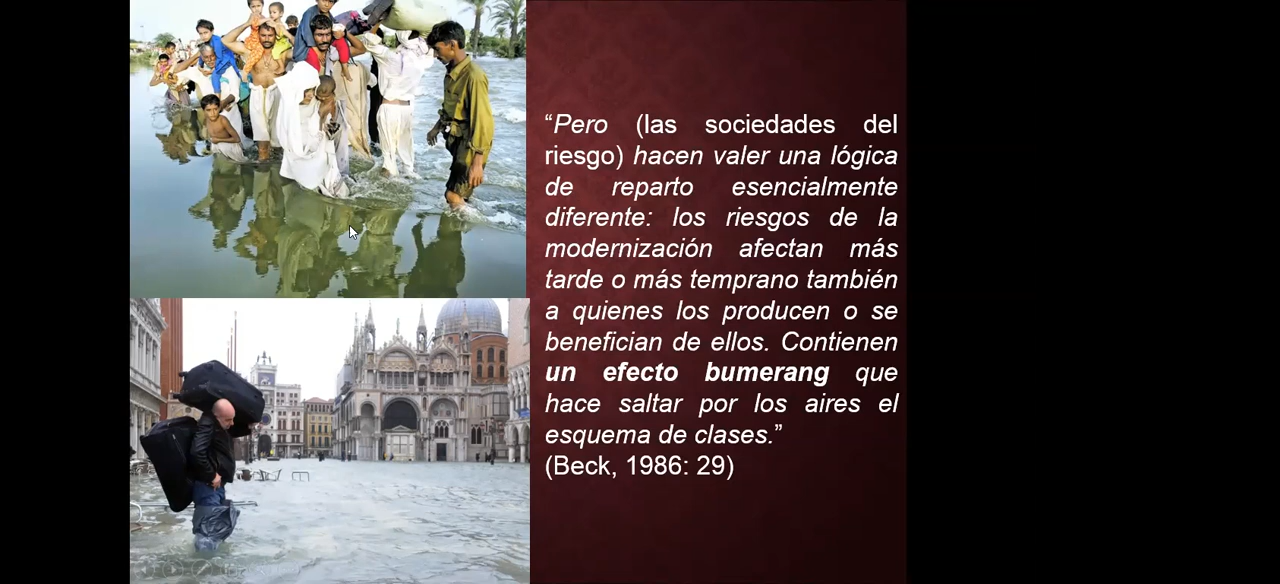 “Pero (las sociedades del
riesgo) hacen valer una lógica
de reparto esencialmente
diferente: los riesgos de la
modernización afectan más
tarde o más temprano también
a quienes los producen o se
benefician de ellos. Contienen
un efecto bumerang que
hace saltar por los aires el
esquema de clases.”
(Beck, 1986: 29)